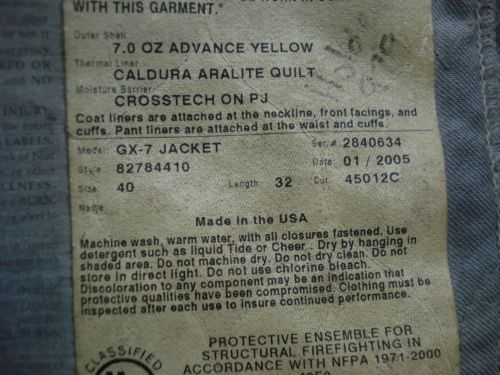 WITH THIS GARMENT."
Outer Shell
7.0 OZ ADVANCE YELLOW
Thermal Liner
CALDURA ARALITE QUILT
Moisture Barrier
CROSSTECH ON PJ
Coat liners are attached at the neckline, front facings, and
cuffs. Pant liners are attached at the waist and cuffs.
Model: GX-7 JACKET Ser.# 2840634
Style 82784410 Date: 01 / 2005
Size: 40 Length: 32 Cut: 45012C
Name
Made in the USA
Machine wash, warm water, with all closures fastened. Use
detergent such as liquid Tide or Cheer. Dry by hanging in
shaded area. Do not machine dry. Do not dry clean. Do not
store in direct light. Do not use chlorine bleach.
Discoloration to any component may be an indication that
protective qualities have been compromised. Clothing must be
inspected after each use to insure continued performance.
CLASSIFIED
PROTECTIVE ENSEMBLE FOR
STRUCTURAL FIREFIGHTING IN
ACCORDANCE WITH NFPA 1971-2000